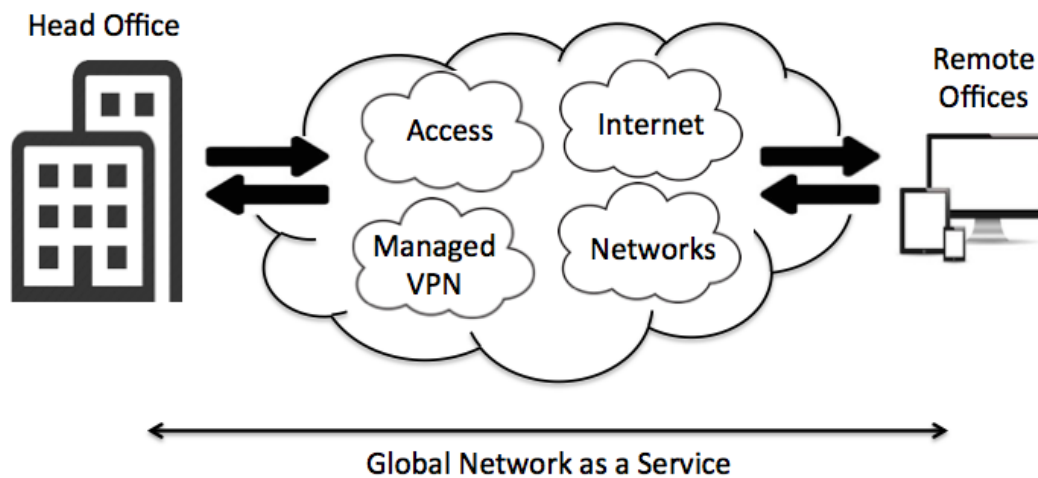 Head Office
Access
Internet
Remote
Offices
Managed
VPN
Networks
Global Network as a Service